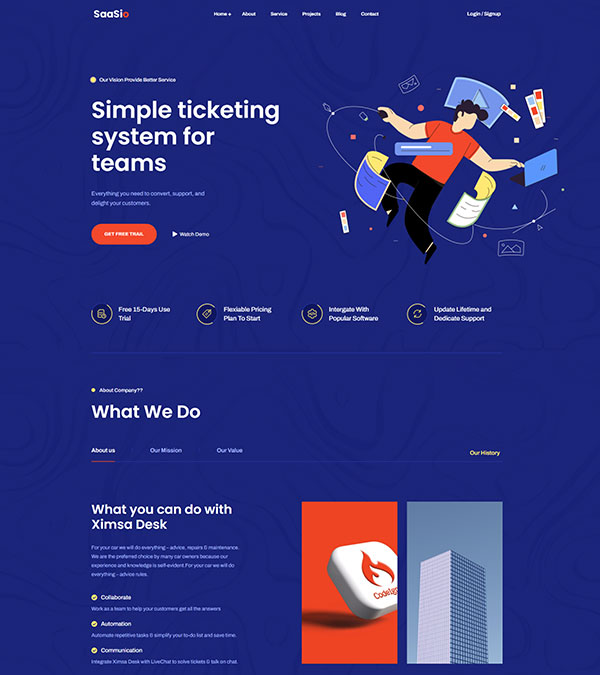 SaaSio
Home + About Service Projects Blog Contact Login / Signup
Our Vision Provide Better Service
Simple ticketing
system for
teams
Everything you need to convert, support, and
delight your customers.
GET FREE TRAIL Watch Demo
Free 15-Days Use
Trial
Flexiable Pricing
Plan To Start
Intergate With
Popular Software
Update Lifetime and
Dedicate Support
About Company??
What We Do
About us Our Mission Our Value Our History
What you can do with
Ximsa Desk
For your car we will do everything – advice, repairs & maintenance.
We are the preferred choice by many car owners because our
experience and knowledge is self-evident.For your car we will do
everything – advice rules.
Collaborate
Work as a team to help your customers get all the answers
Automation
Automate repetitive tasks & simplify your to-do list and save time.
Communication
Integrate Ximsa Desk with LiveChat to solve tickets & talk on chat.